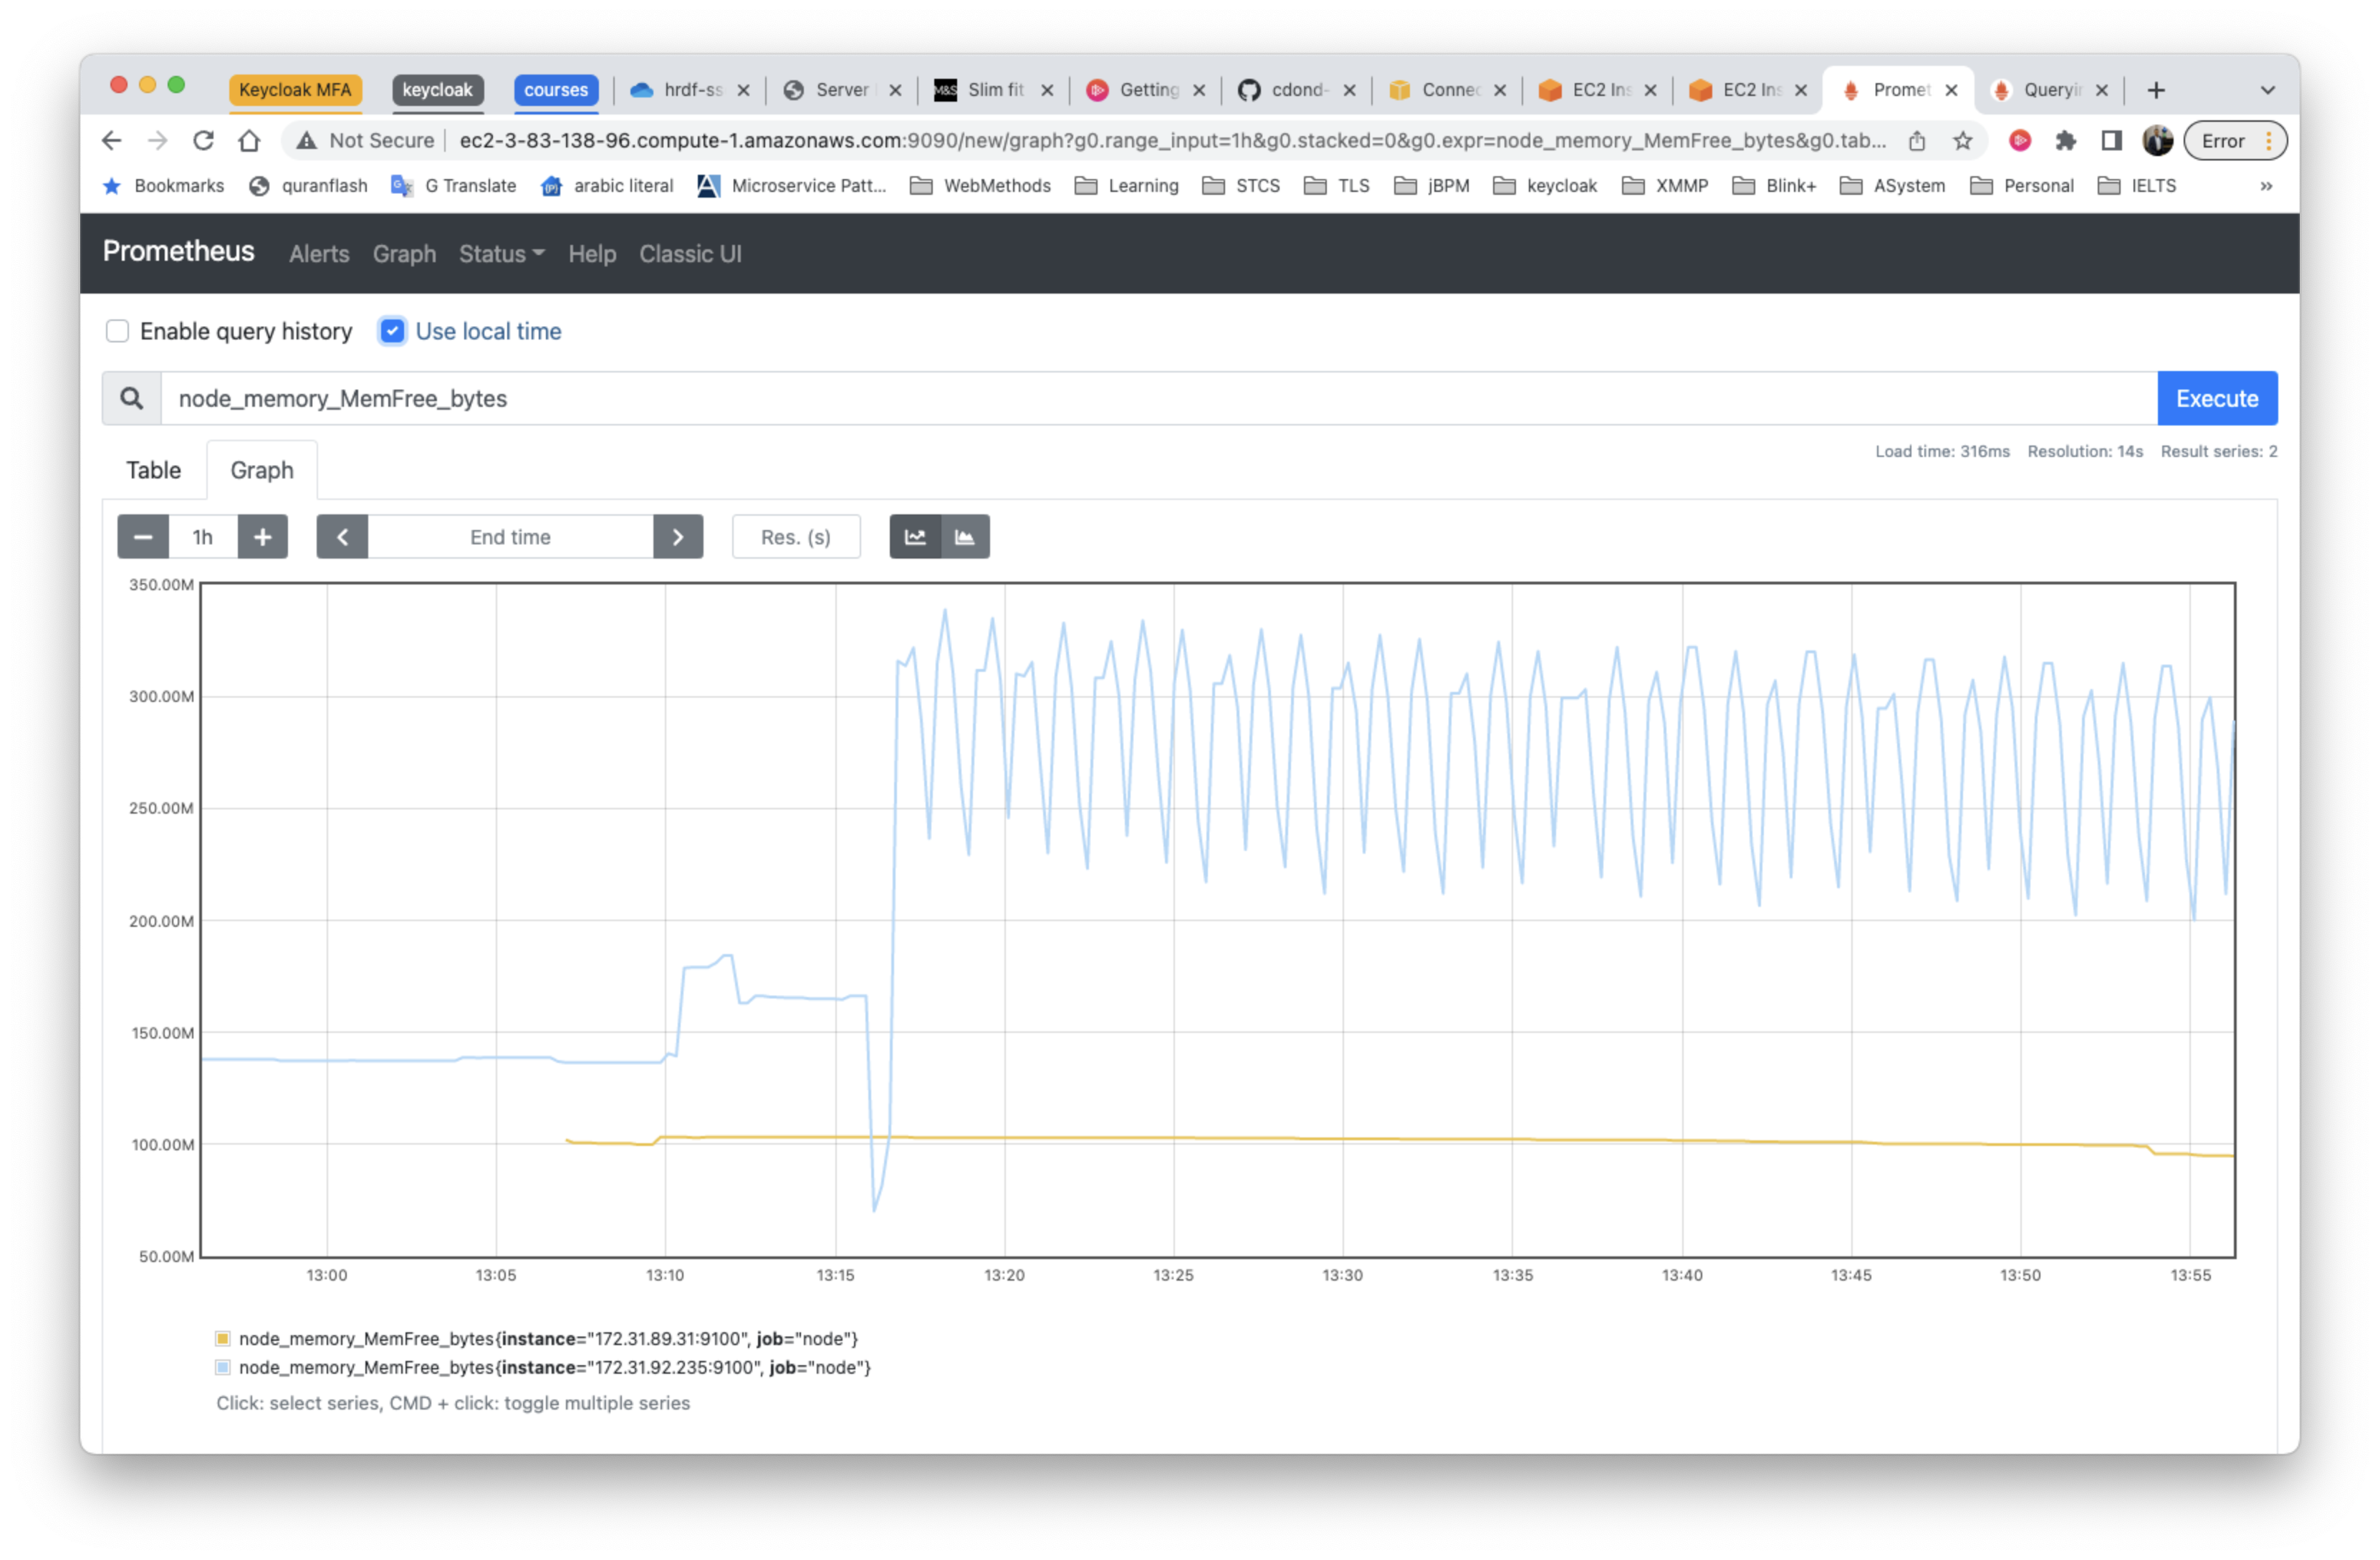 Keycloak MFA keycloak courses hrdf-ss Server M&S Slim fit Getting cdond- Connec EC2 Ins EC2 Ins Promet Queryin
Not Secure ec2-3-83-138-96.compute-1.amazonaws.com:9090/new/graph?g0.range_input=1h&g0.stacked=0&g0.expr=node_memory_MemFree_bytes&g0.tab... Error
Bookmarks quranflash G Translate arabic literal Microservice Patt... WebMethods Learning STCS TLS jBPM keycloak XMMP Blink+ ASystem Personal IELTS »
Prometheus Alerts Graph Status Help Classic UI
Enable query history Use local time
node_memory_MemFree_bytes Execute
Load time: 316ms Resolution: 14s Result series: 2
Table Graph
1h End time Res. (s)
350.00M
300.00M
250.00M
200.00M
150.00M
100.00M
50.00M
13:00 13:05 13:10 13:15 13:20 13:25 13:30 13:35 13:40 13:45 13:50 13:55
node_memory_MemFree_bytes{instance="172.31.89.31:9100", job="node"}
node_memory_MemFree_bytes{instance="172.31.92.235:9100", job="node"}
Click: select series, CMD + click: toggle multiple series